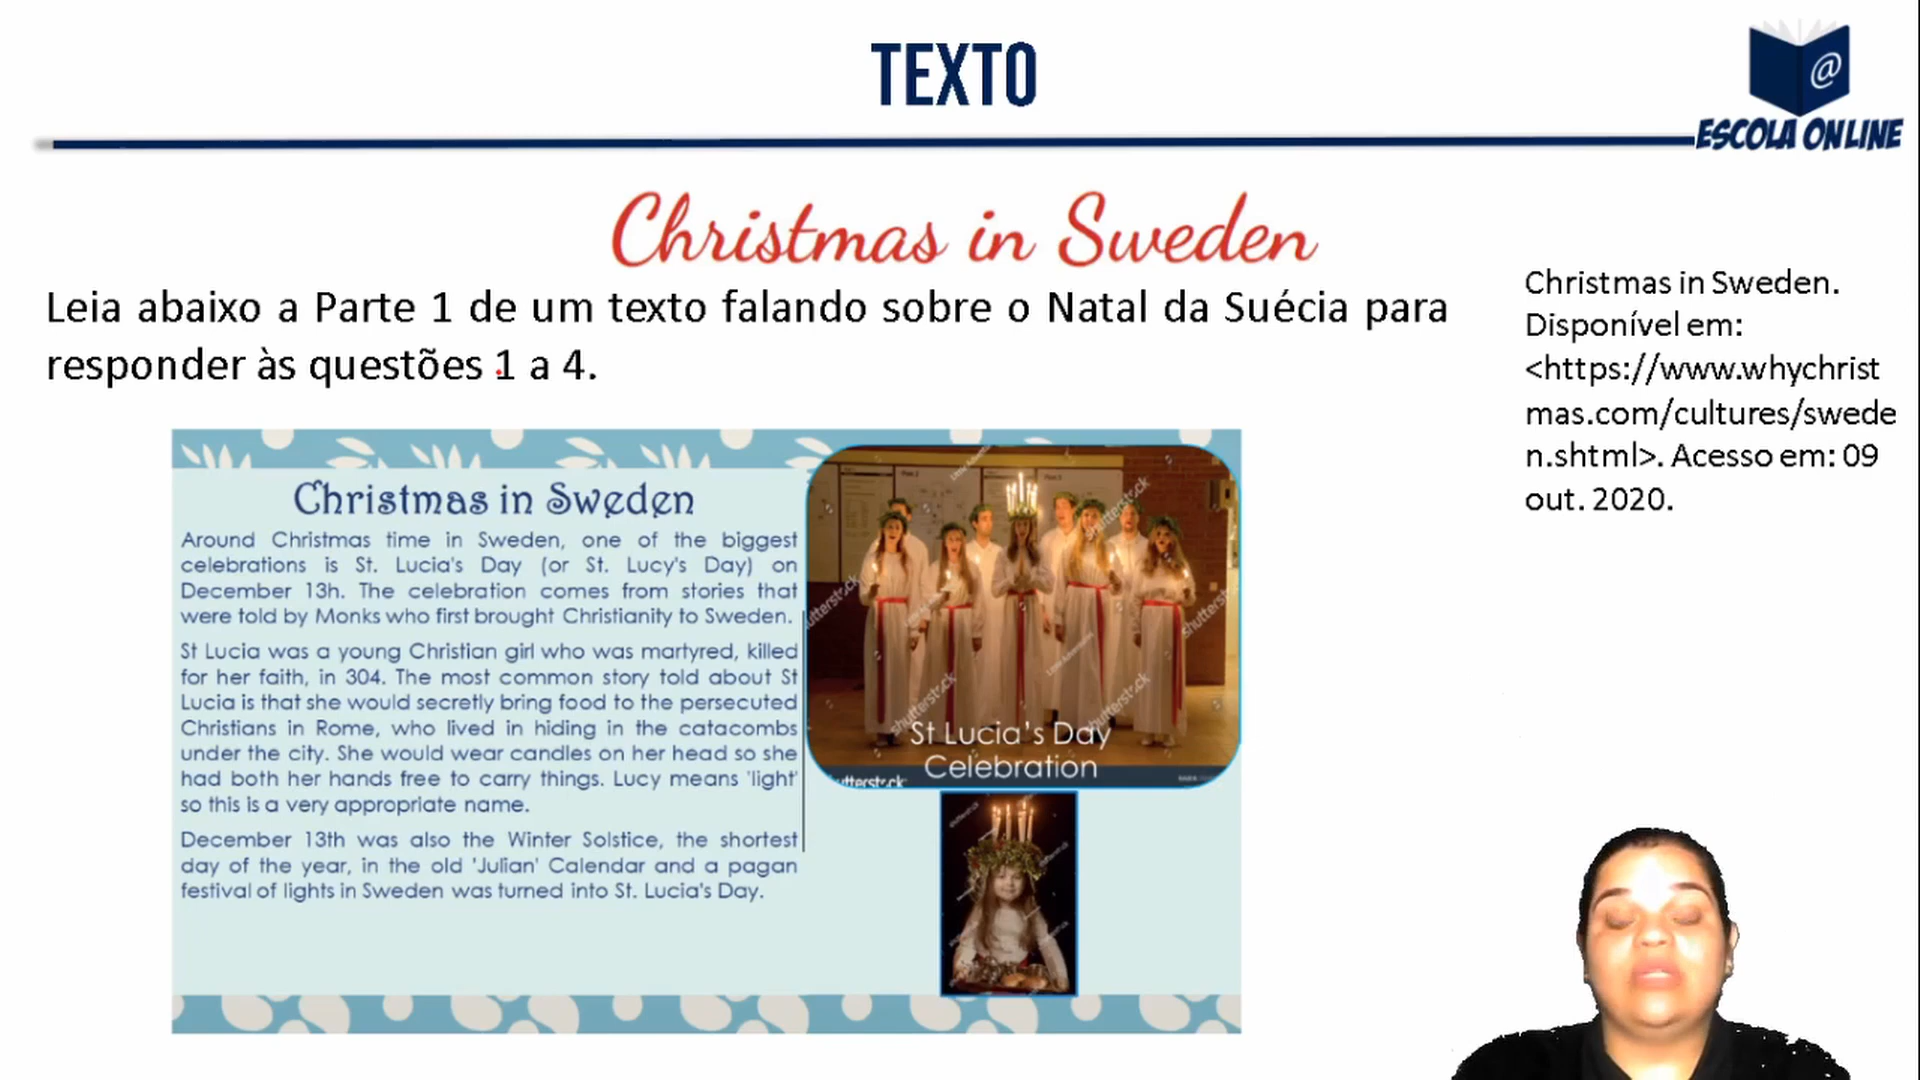 TEXTO
@
ESCOLA ONLINE
Christmas in Sweden
Leia abaixo a Parte 1 de um texto falando sobre o Natal da Suécia para
responder às questões 1 a 4.
Christmas in Sweden.
Disponível em:
<https://www.whychrist
mas.com/cultures/swede
n.shtml>. Acesso em: 09
out. 2020.
Christmas in Sweden
Around Christmas time in Sweden, one of the biggest
celebrations is St. Lucia's Day (or St. Lucy's Day) on
December 13h. The celebration comes from stories that
were told by Monks who first brought Christianity to Sweden.
St Lucia was a young Christian girl who was martyred, killed
for her faith, in 304. The most common story told about St
Lucia is that she would secretly bring food to the persecuted
Christians in Rome, who lived in hiding in the catacombs
under the city. She would wear candles on her head so she
had both her hands free to carry things. Lucy means 'light'
so this is a very appropriate name.
December 13th was also the Winter Solstice, the shortest
day of the year, in the old 'Julian' Calendar and a pagan
festival of lights in Sweden was turned into St. Lucia's Day.
shutterstock
shutterstock
shutterstock
shutterstock
St Lucia's Day
Celebration